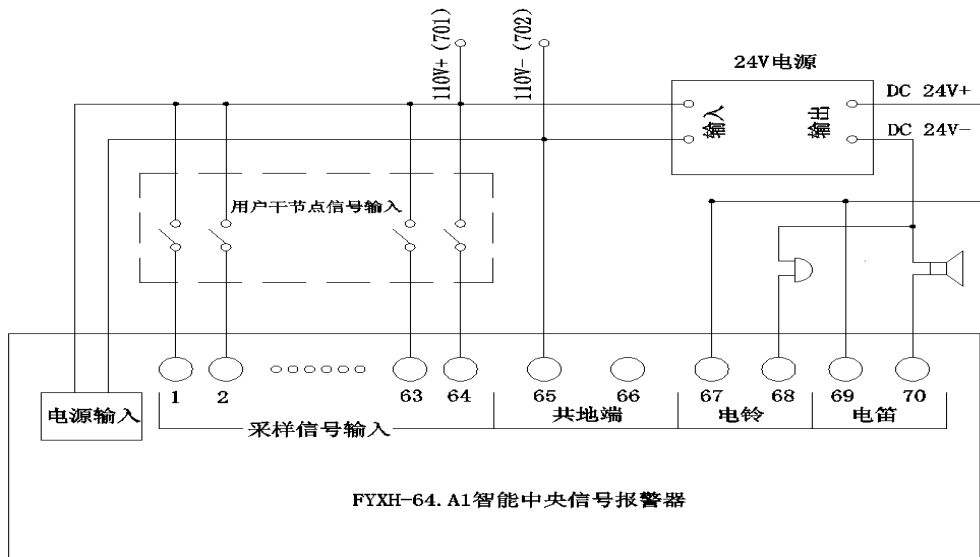 110V+(701)
110V-(702)
24V电源
输入
输出
DC 24V+
DC 24V-
用户干节点信号输入
1 2 63 64 65 66 67 68 69 70
电源输入
采样信号输入
共地端
电铃
电笛
FYXH-64.A1智能中央信号报警器